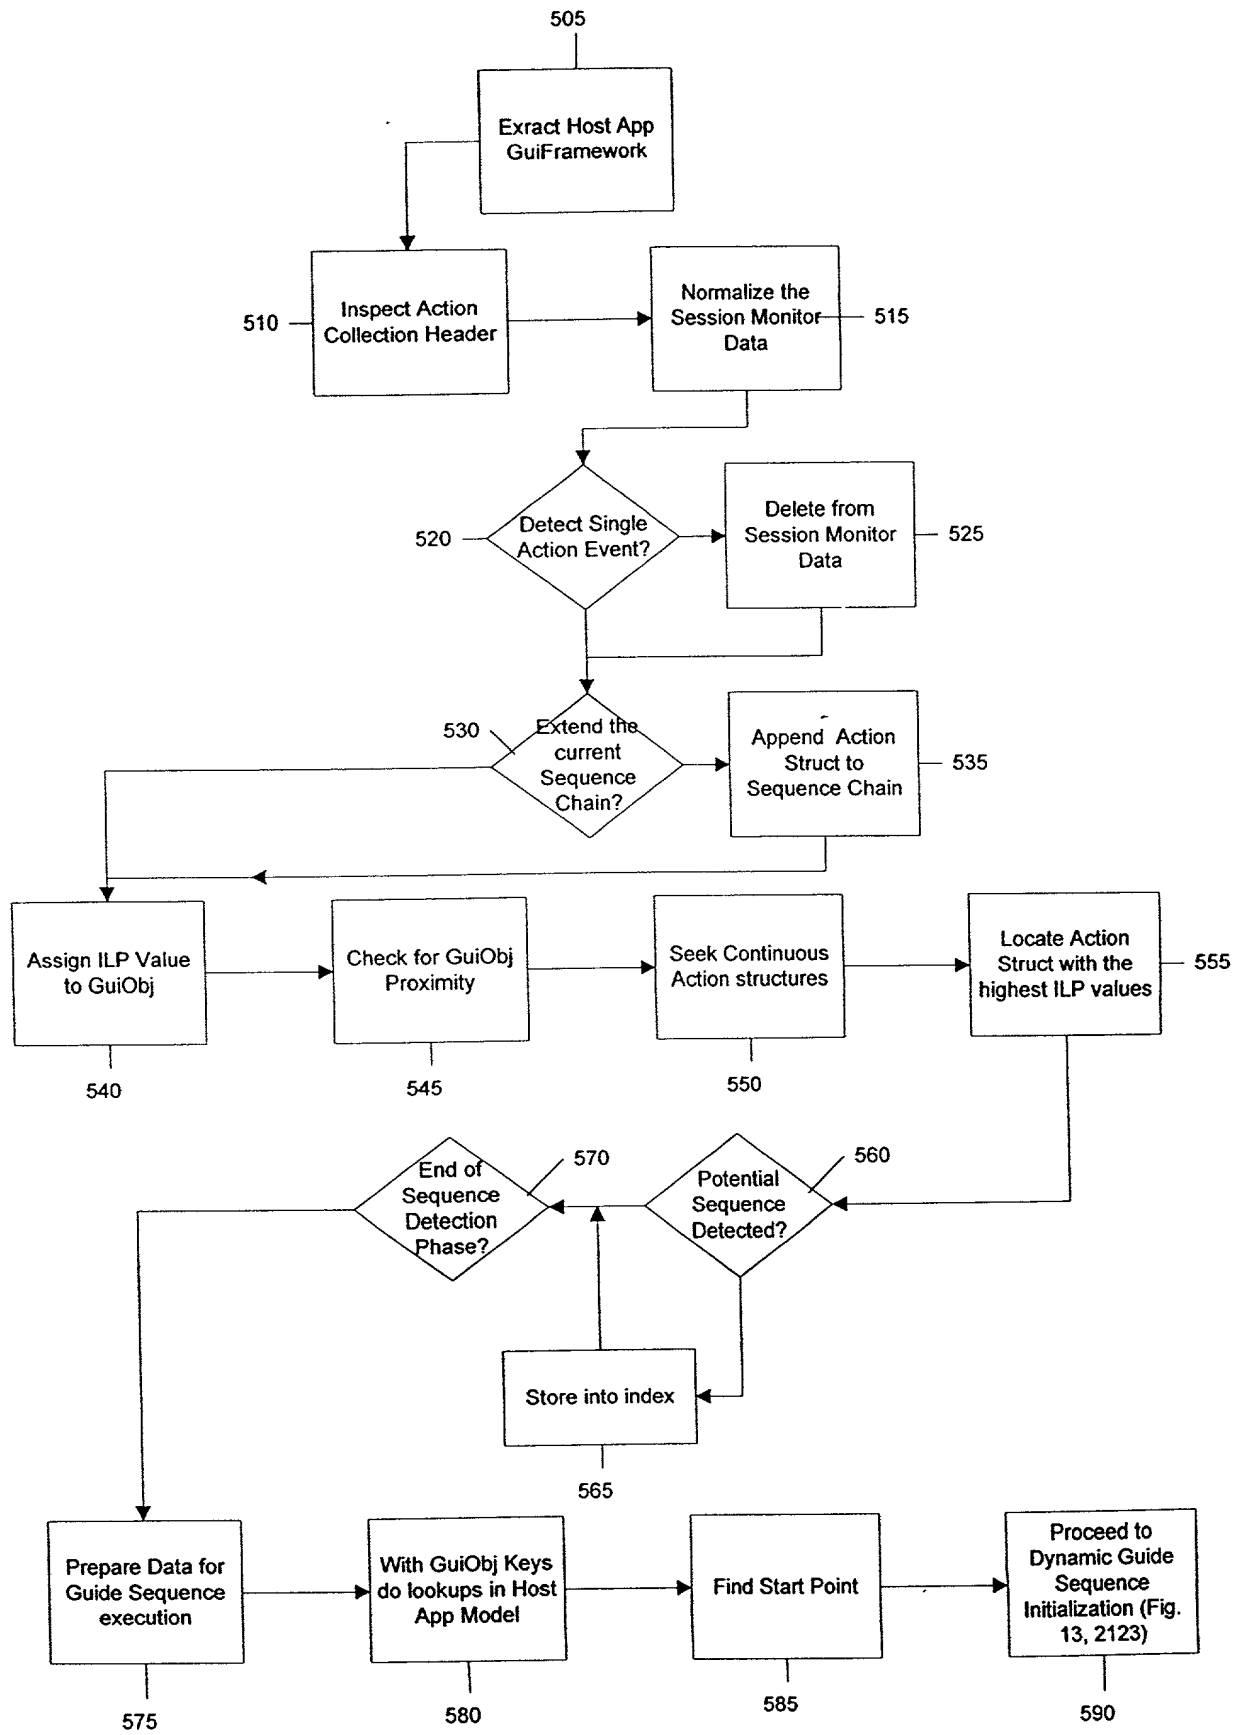 505
Exract Host App
GuiFramework
510
Inspect Action
Collection Header
Normalize the
Session Monitor
Data
515
520
Detect Single
Action Event?
Delete from
Session Monitor
Data
525
530
Extend the
current
Sequence
Chain?
Append Action
Struct to
Sequence Chain
535
Assign ILP Value
to GuiObj
540
Check for GuiObj
Proximity
545
Seek Continuous
Action structures
550
Locate Action
Struct with the
highest ILP values
555
Potential
Sequence
Detected?
560
End of
Sequence
Detection
Phase?
570
Store into index
565
Prepare Data for
Guide Sequence
execution
575
With GuiObj Keys
do lookups in Host
App Model
580
Find Start Point
585
Proceed to
Dynamic Guide
Sequence
Initialization (Fig.
13, 2123)
590